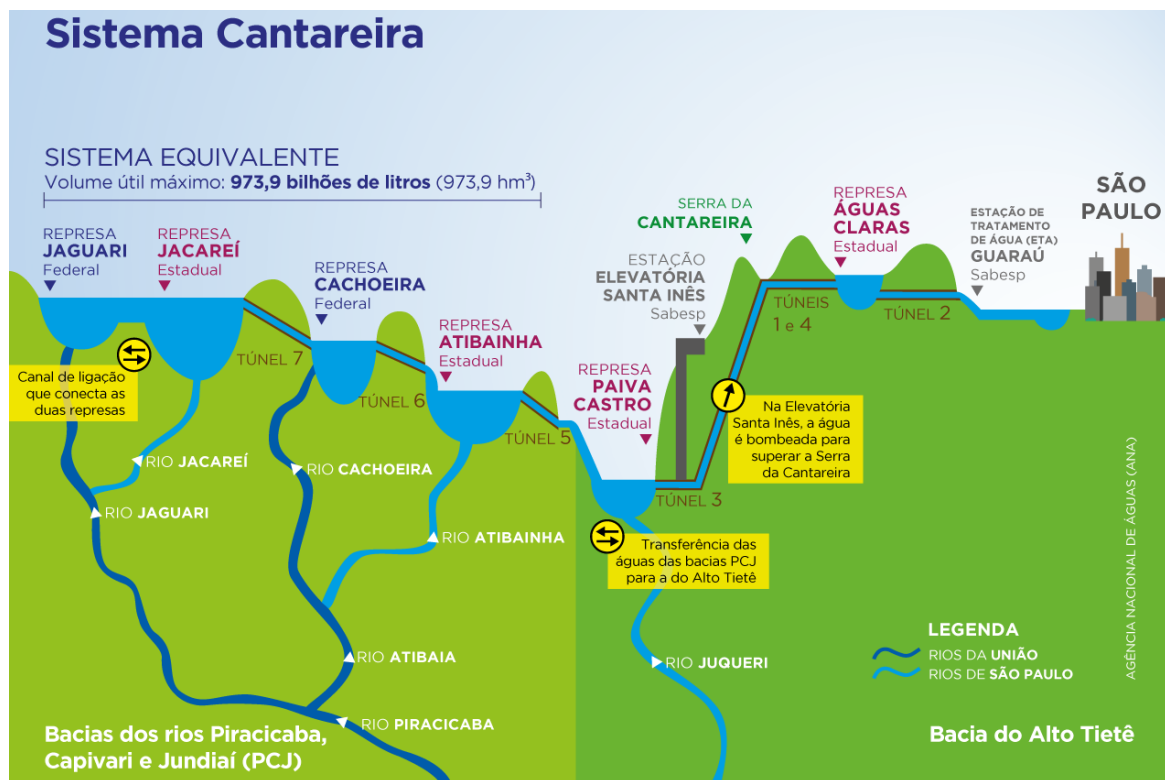 Sistema Cantareira
SISTEMA EQUIVALENTE
Volume útil máximo: 973,9 bilhões de litros (973,9 hm³)
REPRESA
JAGUARI
Federal
REPRESA
JACAREÍ
Estadual
REPRESA
CACHOEIRA
Federal
REPRESA
ATIBAINHA
Estadual
REPRESA
PAIVA
CASTRO
Estadual
ESTAÇÃO
ELEVATÓRIA
SANTA INÊS
Sabesp
SERRA DA
CANTAREIRA
REPRESA
ÁGUAS
CLARAS
Estadual
ESTAÇÃO DE
TRATAMENTO
DE ÁGUA (ETA)
GUARAÚ
Sabesp
SÃO
PAULO
TÚNEL 7
TÚNEL 6
TÚNEL 5
TÚNEL 3
TÚNEIS
1 e 4
TÚNEL 2
Canal de ligação
que conecta as
duas represas
Na Elevatória
Santa Inês, a água
é bombeada para
superar a Serra
da Cantareira
Transferência das
águas das bacias PCJ
para a do Alto Tietê
RIO JACAREÍ
RIO JAGUARI
RIO CACHOEIRA
RIO ATIBAINHA
RIO ATIBAIA
RIO PIRACICABA
RIO JUQUERI
LEGENDA
RIOS DA UNIÃO
RIOS DE SÃO PAULO
Bacias dos rios Piracicaba,
Capivari e Jundiaí (PCJ)
Bacia do Alto Tietê
AGÊNCIA NACIONAL DE ÁGUAS (ANA)